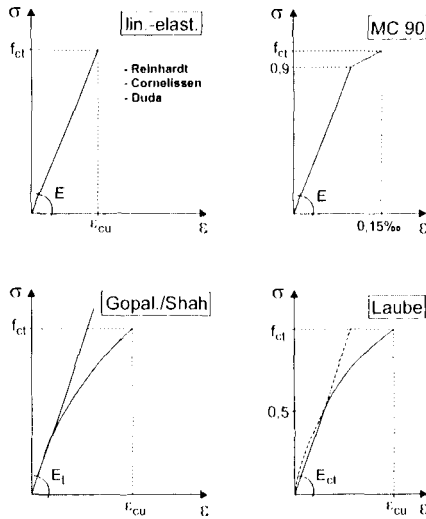 σ
lin.-elast.
f_ct
- Reinhardt
- Cornelissen
- Duda
E
ε_cu
ε
σ
MC 90
f_ct
0,9
E
0,15‰
ε
σ
Gopal./Shah
f_ct
E_t
ε_cu
ε
σ
Laube
f_ct
0,5
E_ct
ε_cu
ε